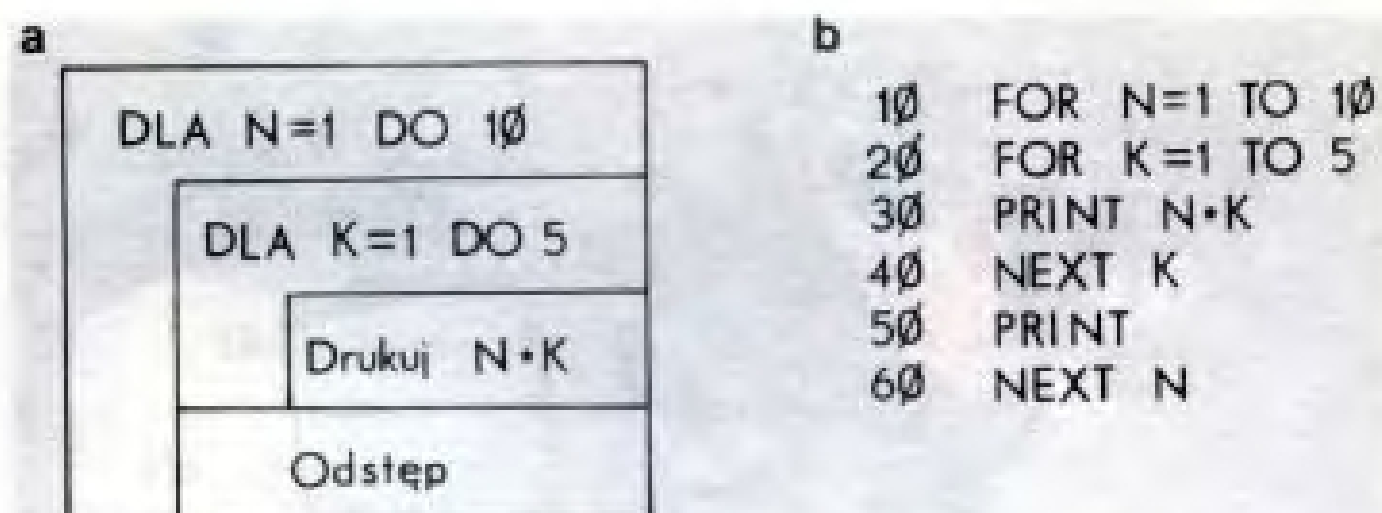 a
DLA N=1 DO 1Ø
DLA K=1 DO 5
Drukuj N•K
Odstęp
b
1Ø FOR N=1 TO 1Ø
2Ø FOR K=1 TO 5
3Ø PRINT N•K
4Ø NEXT K
5Ø PRINT
6Ø NEXT N